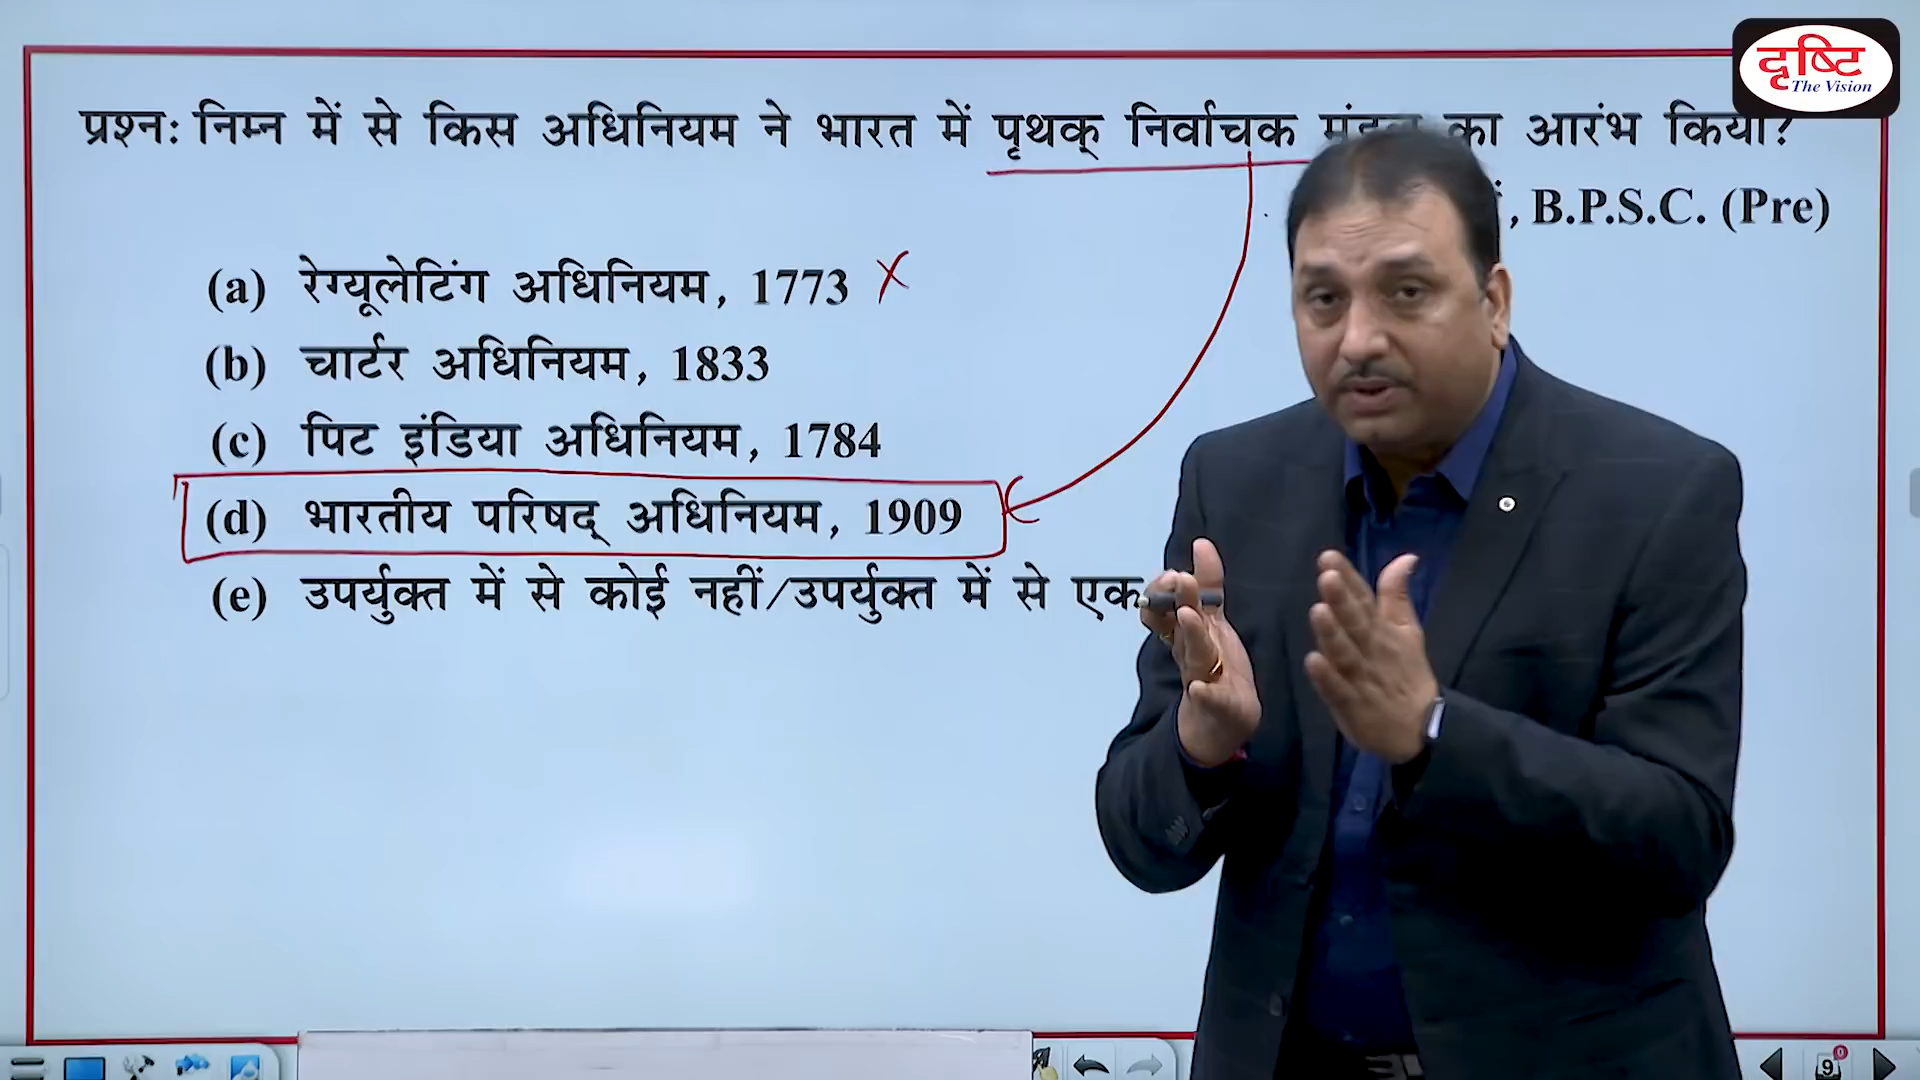 दृष्टि
The Vision
प्रश्न: निम्न में से किस अधिनियम ने भारत में पृथक् निर्वाचक का आरंभ किया?
, B.P.S.C. (Pre)
(a) रेग्यूलेटिंग अधिनियम, 1773 X
(b) चार्टर अधिनियम, 1833
(c) पिट इंडिया अधिनियम, 1784
(d) भारतीय परिषद् अधिनियम, 1909
(e) उपर्युक्त में से कोई नहीं/उपर्युक्त में से एक
9